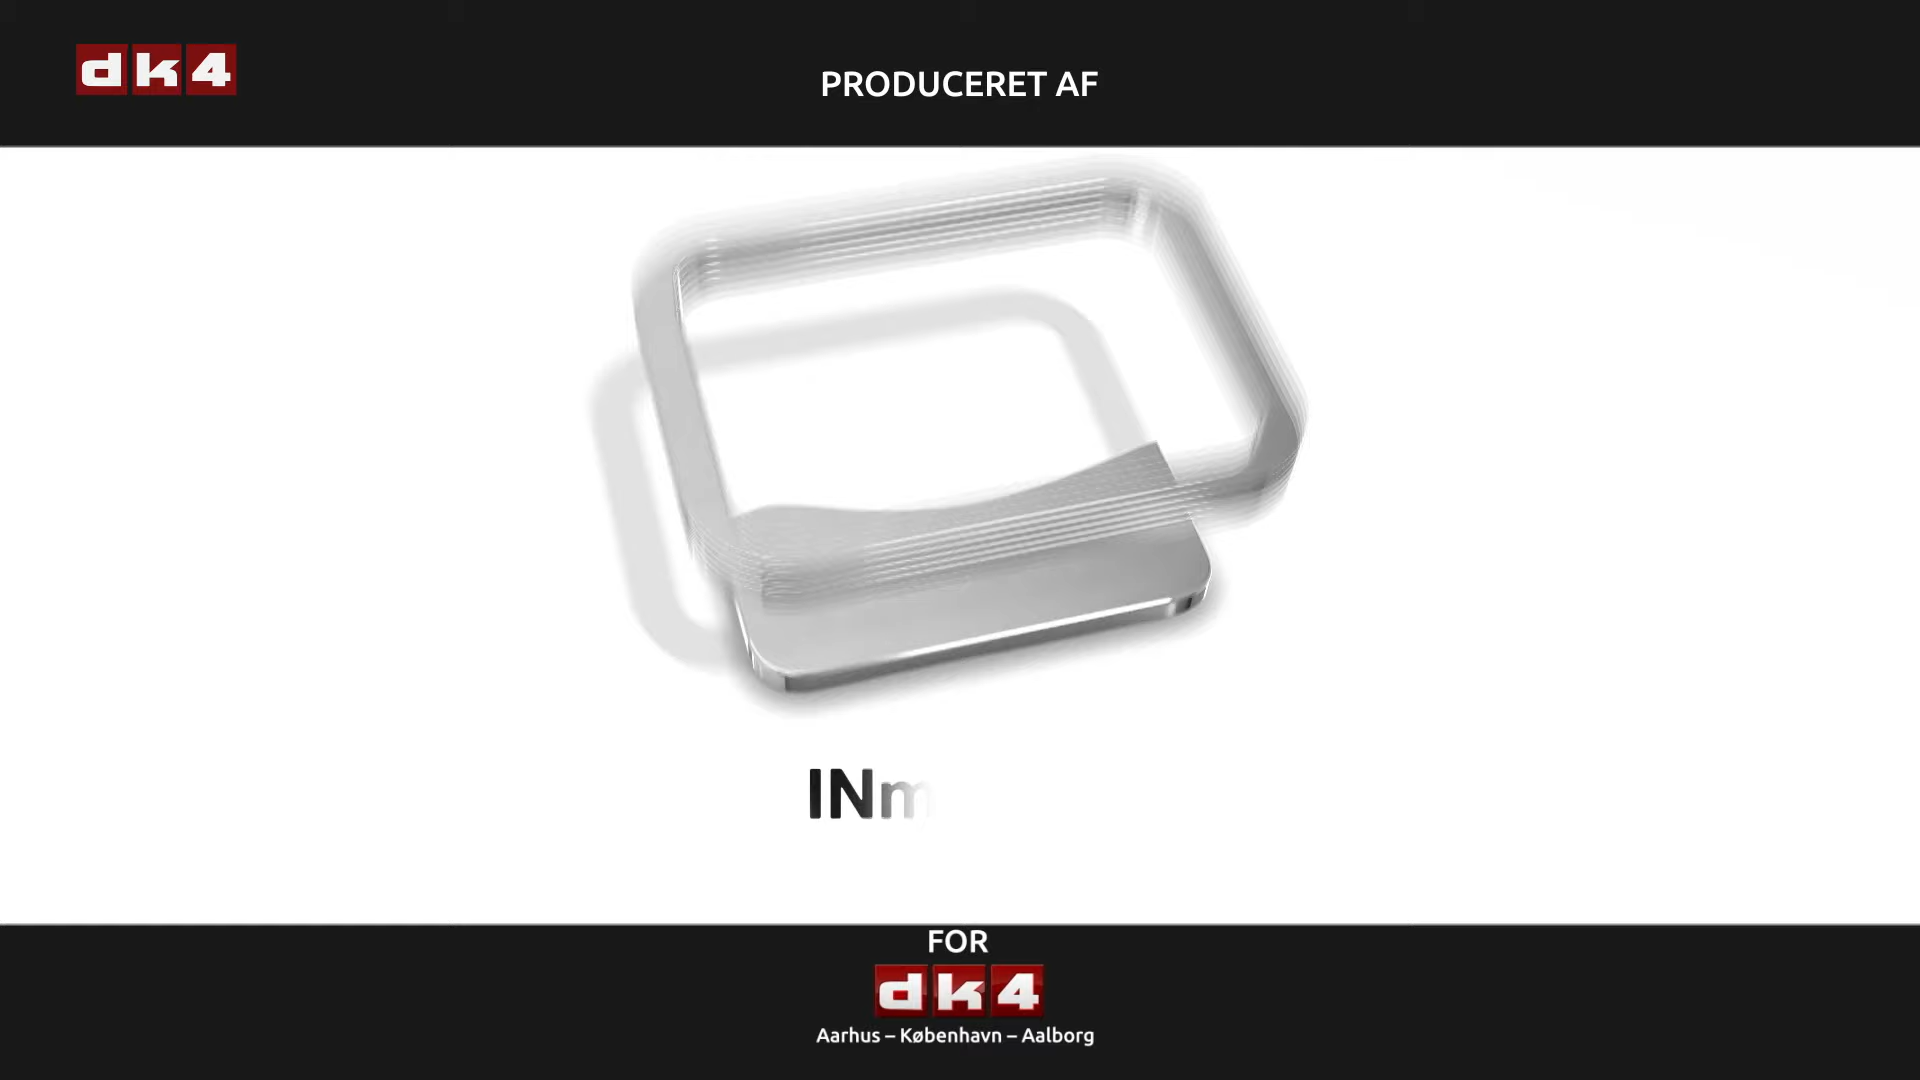 dk4
PRODUCERET AF
INm
FOR
dk4
Aarhus – København – Aalborg